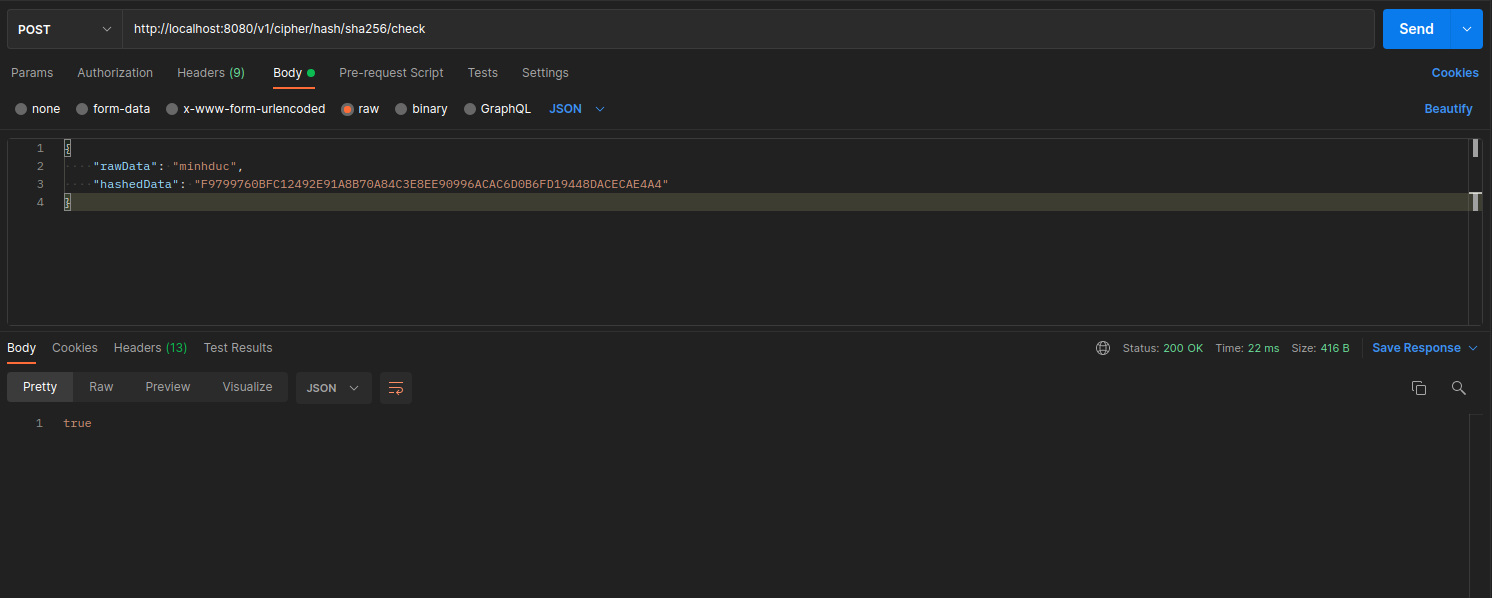 POST http://localhost:8080/v1/cipher/hash/sha256/check Send
Params Authorization Headers (9) Body Pre-request Script Tests Settings Cookies
none form-data x-www-form-urlencoded raw binary GraphQL JSON Beautify
1 {
2 "rawData": "minhduc",
3 "hashedData": "F9799760BFC12492E91A8B70A84C3E8EE90996ACAC6D0B6FD19448DACECAE4A4"
4 }
Body Cookies Headers (13) Test Results Status: 200 OK Time: 22 ms Size: 416 B Save Response
Pretty Raw Preview Visualize JSON
1 true